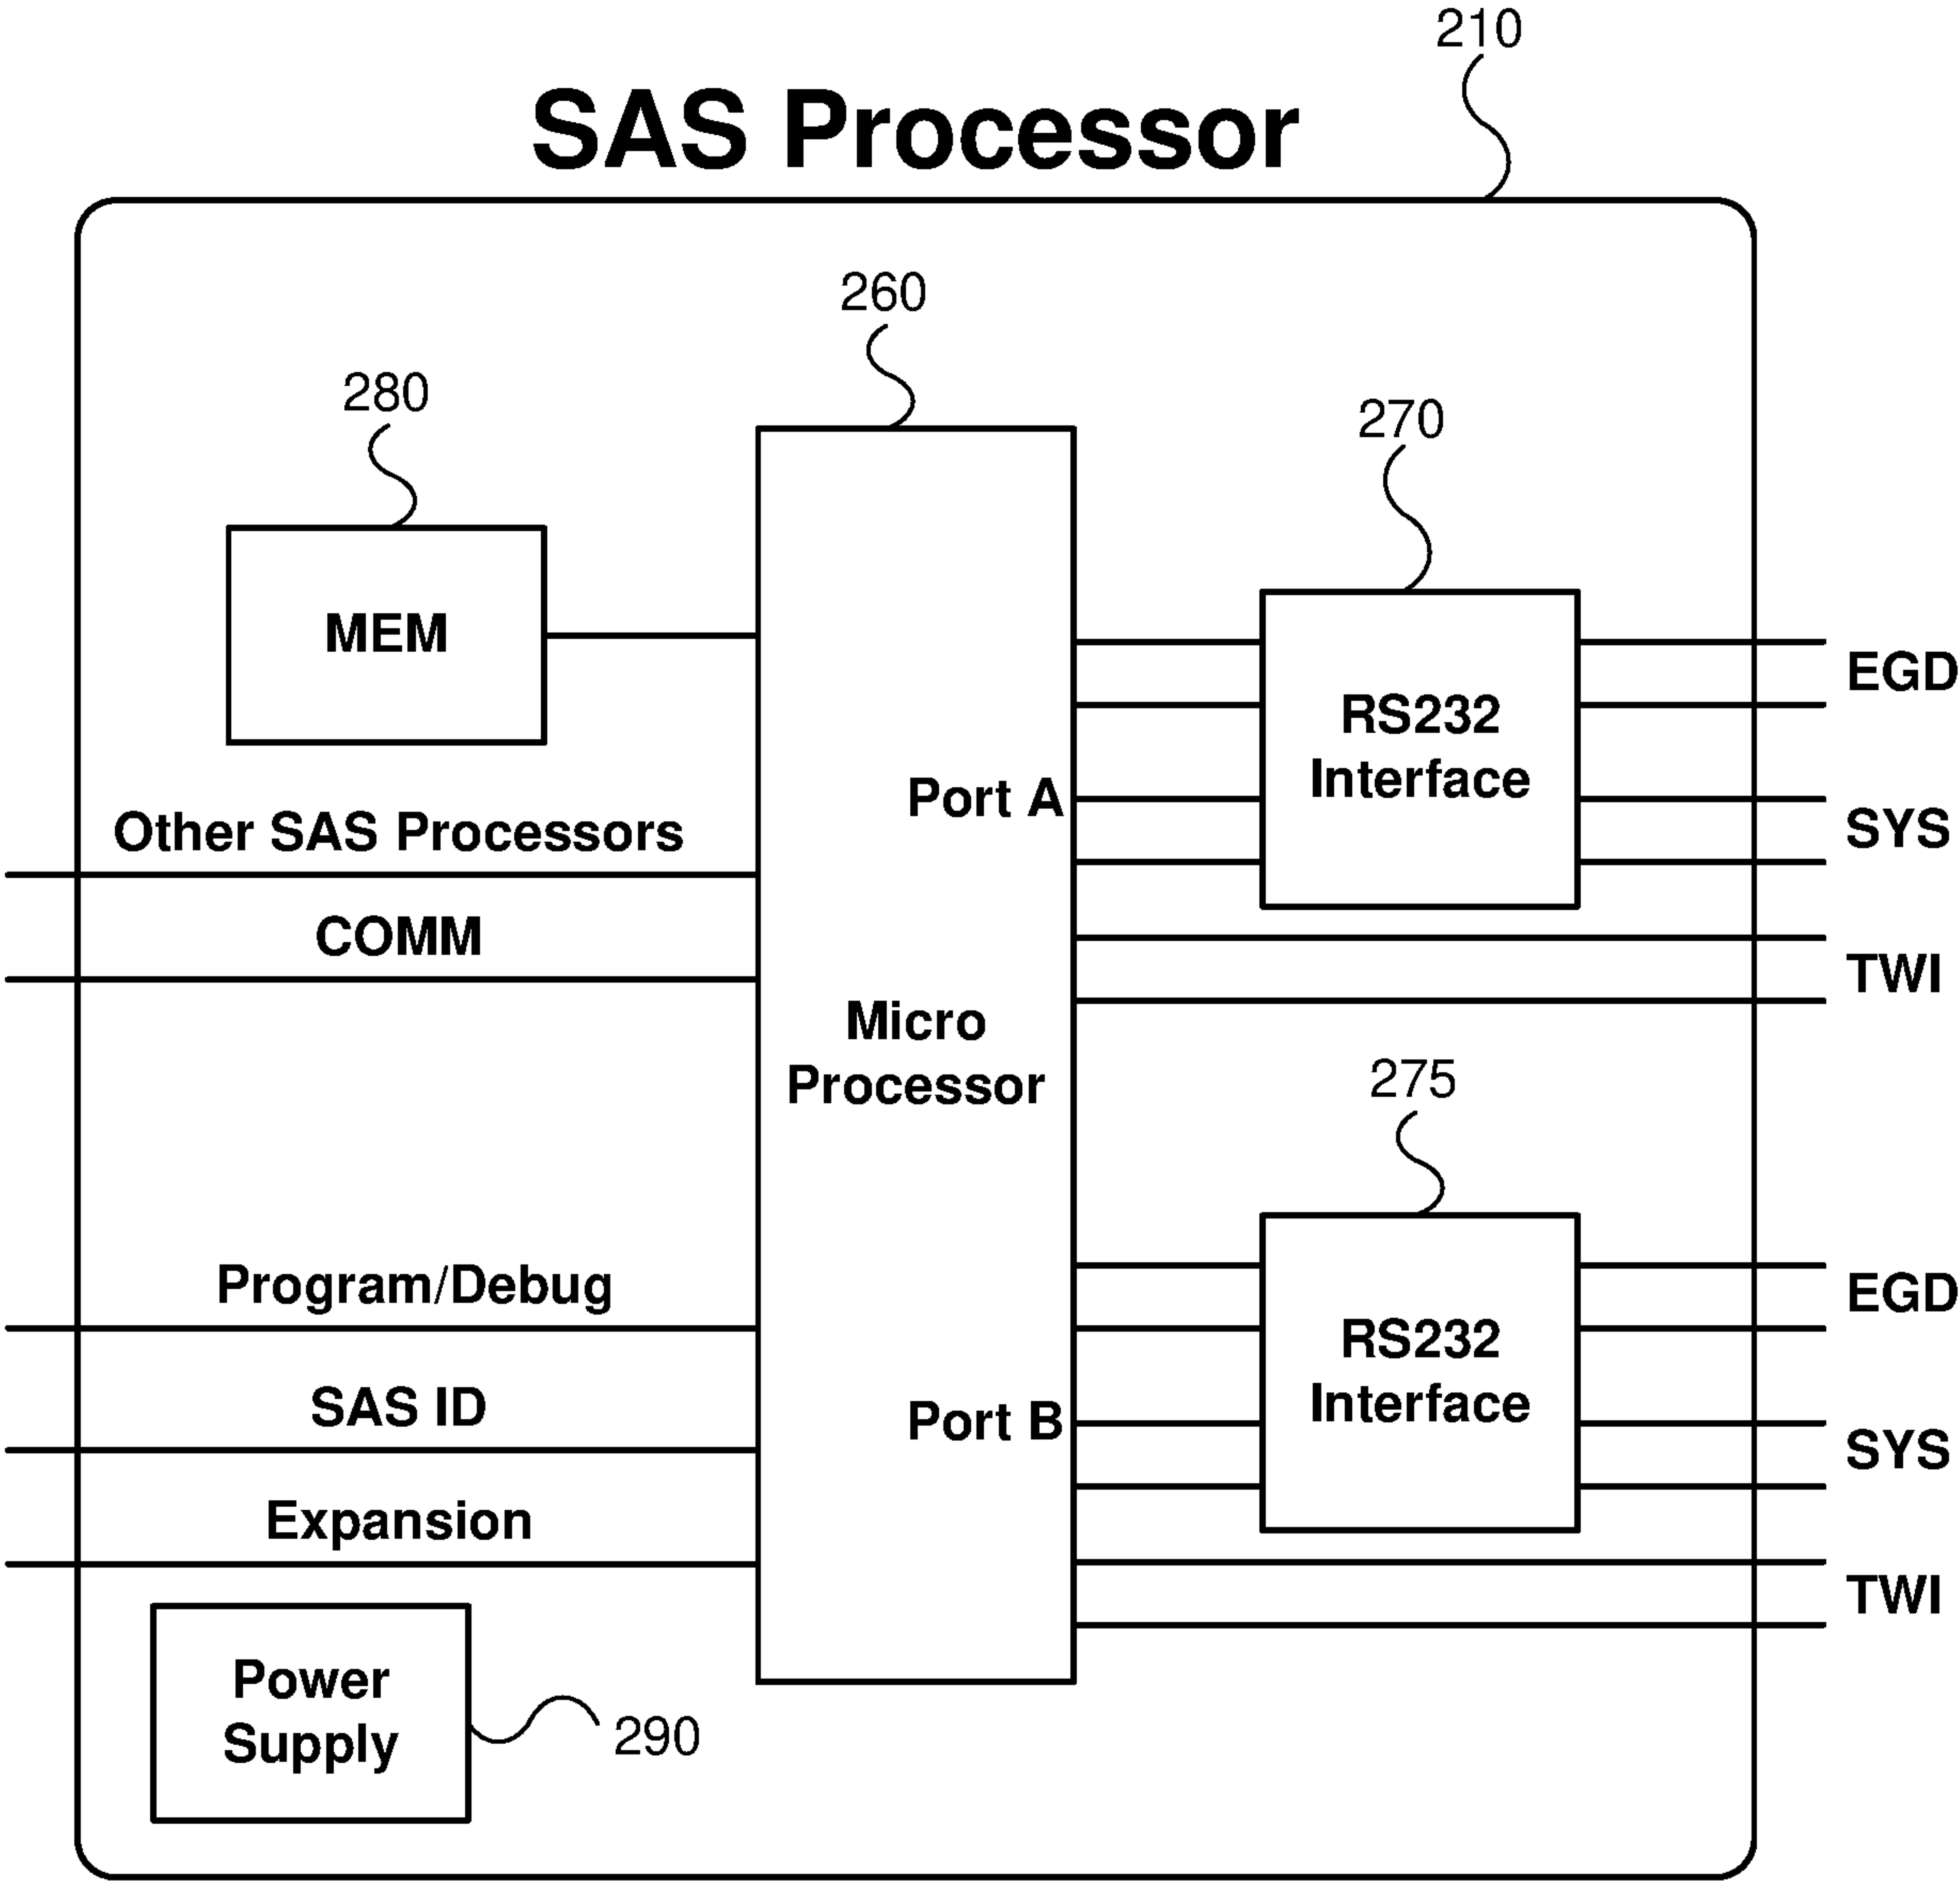 210
SAS Processor
260
280
270
MEM
EGD
RS232
Interface
Port A
Other SAS Processors
SYS
COMM
TWI
Micro
Processor
275
Program/Debug
EGD
RS232
Interface
SAS ID
Port B
SYS
Expansion
TWI
Power
Supply
290